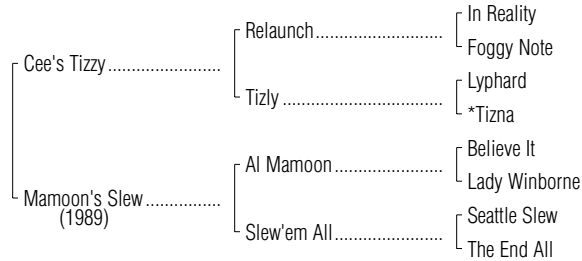 In Reality
Relaunch
Foggy Note
Cee's Tizzy
Lyphard
Tizly
*Tizna
Believe It
Al Mamoon
Lady Winborne
Mamoon's Slew
(1989)
Seattle Slew
Slew'em All
The End All